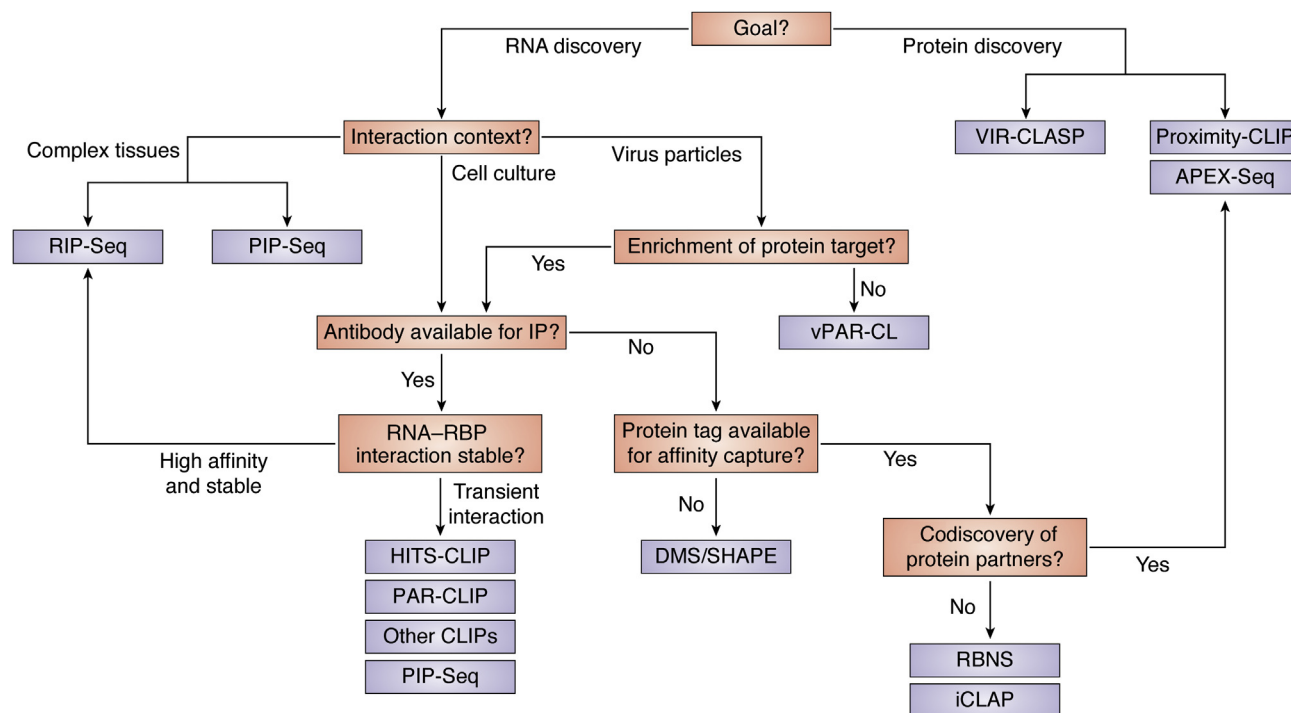 Goal?
RNA discovery
Protein discovery
Interaction context?
VIR-CLASP
Proximity-CLIP
Complex tissues
Virus particles
Cell culture
APEX-Seq
RIP-Seq
PIP-Seq
Enrichment of protein target?
Yes
No
Antibody available for IP?
vPAR-CL
No
Yes
RNA–RBP
interaction stable?
Protein tag available
for affinity capture?
High affinity
and stable
Yes
Transient
interaction
No
Codiscovery of
protein partners?
HITS-CLIP
DMS/SHAPE
Yes
PAR-CLIP
No
Other CLIPs
RBNS
PIP-Seq
iCLAP